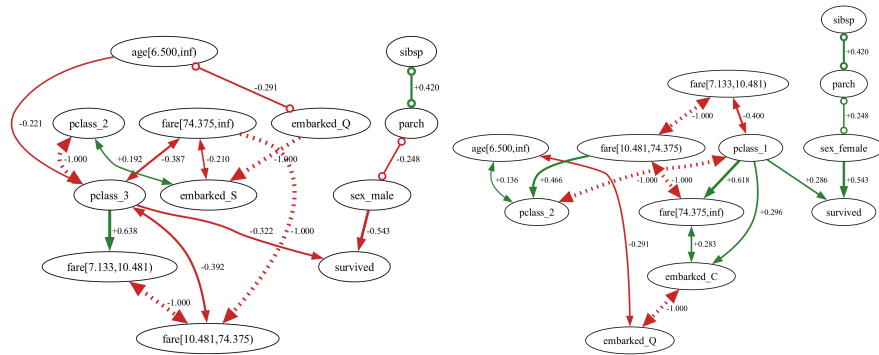 age[6.500,inf)
sibsp
-0.291
+0.420
-0.221
pclass_2
fare[74.375,inf)
embarked_Q
parch
-1.000
+0.192
-0.387
-0.210
-1.000
-0.248
pclass_3
embarked_S
sex_male
+0.638
-0.322
-1.000
-0.543
fare[7.133,10.481)
-0.392
survived
-1.000
fare[10.481,74.375)
sibsp
+0.420
fare[7.133,10.481)
parch
-1.000
-0.400
+0.248
age[6.500,inf)
fare[10.481,74.375)
pclass_1
sex_female
+0.136
+0.466
-1.000
-1.000
+0.618
+0.286
+0.543
pclass_2
fare[74.375,inf)
+0.296
survived
-0.291
+0.283
embarked_C
-1.000
embarked_Q